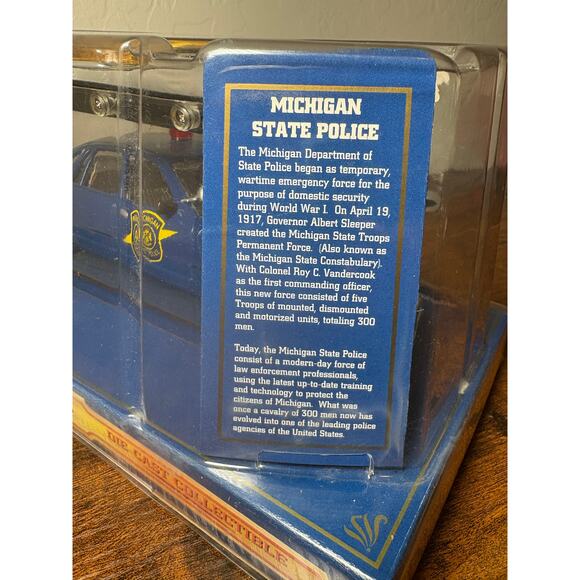 MICHIGAN
STATE POLICE
The Michigan Department of
State Police began as temporary,
wartime emergency force for the
purpose of domestic security
during World War I. On April 19,
1917, Governor Albert Sleeper
created the Michigan State Troops
Permanent Force. (Also known as
the Michigan State Constabulary).
With Colonel Roy C. Vandercook
as the first commanding officer,
this new force consisted of five
Troops of mounted, dismounted
and motorized units, totaling 300
men.
Today, the Michigan State Police
consist of a modern-day force of
law enforcement professionals,
using the latest up-to-date training
and technology to protect the
citizens of Michigan. What was
once a cavalry of 300 men now has
evolved into one of the leading police
agencies of the United States.
MICHIGAN
DIE CAST COLLECTIBLE